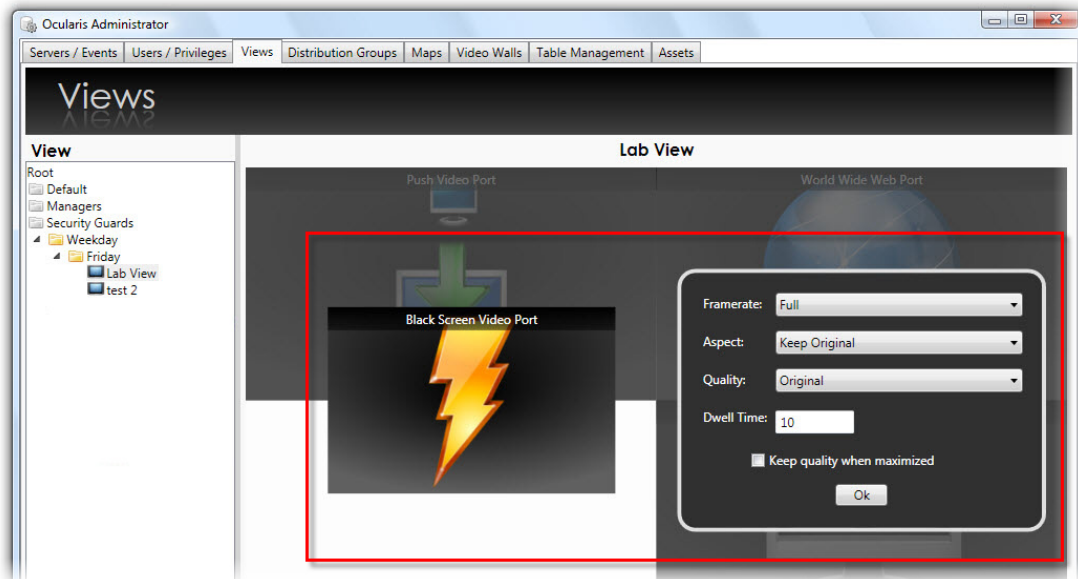 Ocularis Administrator
Servers / Events Users / Privileges Views Distribution Groups Maps Video Walls Table Management Assets
Views
View
Root
Default
Managers
Security Guards
Weekday
Friday
Lab View
test 2
Lab View
Push Video Port
World Wide Web Port
Black Screen Video Port
Framerate: Full
Aspect: Keep Original
Quality: Original
Dwell Time: 10
Keep quality when maximized
Ok